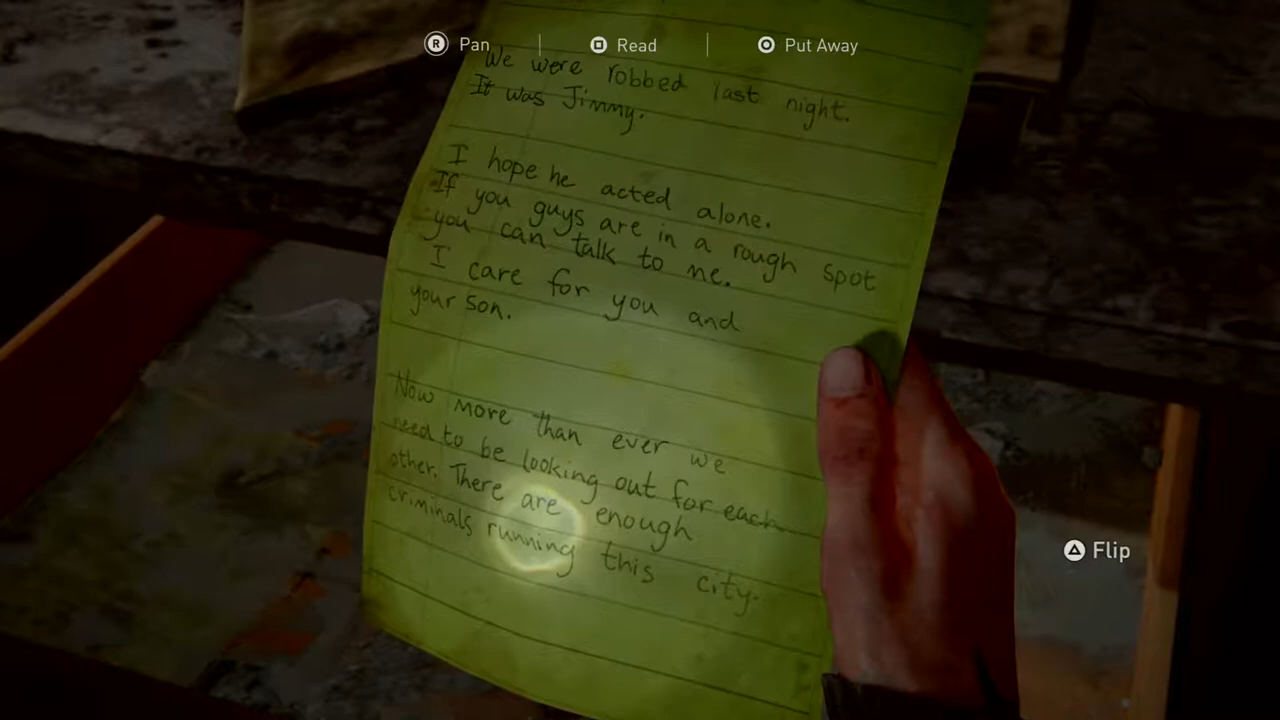 R Pan Read Put Away
We were robbed last night.
It was Jimmy.
I hope he acted alone.
If you guys are in a rough spot
you can talk to me.
I care for you and
your son.
Now more than ever we
need to be looking out for each
other. There are enough
criminals running this city.
Flip